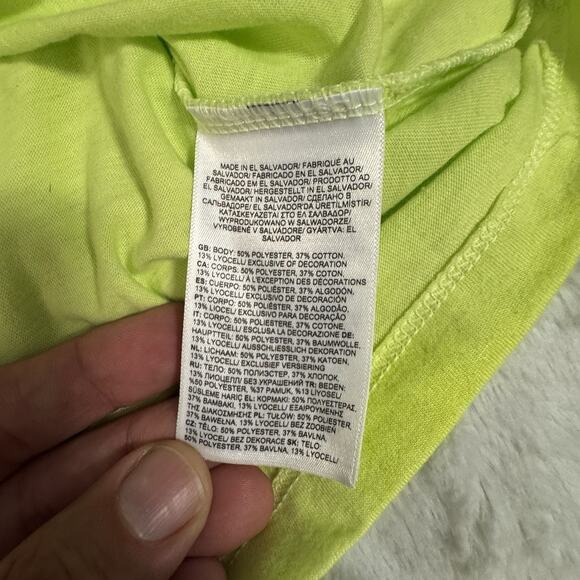 MADE IN EL SALVADOR/ FABRIQUÉ AU
SALVADOR/ FABRICADO EN EL SALVADOR/
FABRICADO EM EL SALVADOR/ PRODOTTO AD
EL SALVADOR/ HERGESTELLT IN EL SALVADOR/
GEMAAKT IN SALVADOR/ СДЕЛАНО В
САЛЬВАДОРЕ/ EL SALVADOR'DA ÜRETİLMİŞTİR/
ΚΑΤΑΣΚΕΥΑΖΕΤΑΙ ΣΤΟ ΕΛ ΣΑΛΒΑΔΟΡ/
WYPRODUKOWANO W SALWADORZE/
VYROBENÉ V SALVADORE/ GYÁRTVA: EL
SALVADOR
GB: BODY: 50% POLYESTER, 37% COTTON,
13% LYOCELL/ EXCLUSIVE OF DECORATION
CA: CORPS: 50% POLYESTER, 37% COTON,
13% LYOCELL/ À L'EXCEPTION DES DÉCORATIONS
ES: CUERPO: 50% POLIÉSTER, 37% ALGODÓN,
13% LYOCELL/ EXCLUSIVO DE DECORACIÓN
PT: CORPO: 50% POLIÉSTER, 37% ALGODÃO,
13% LIOCEL/ EXCLUSIVO PARA DECORAÇÃO
IT: CORPO: 50% POLIESTERE, 37% COTONE,
13% LYOCELL/ ESCLUSA LA DECORAZIONE DE:
HAUPTTEIL: 50% POLYESTER, 37% BAUMWOLLE,
13% LYOCELL/ AUSSCHLIESSLICH DEKORATION
NL: LICHAAM: 50% POLYESTER, 37% KATOEN,
13% LYOCELL/ EXCLUSIEF VERSIERING
RU: ТЕЛО: 50% ПОЛИЭСТЕР, 37% ХЛОПОК,
13% ЛИОЦЕЛЛ/ БЕЗ УКРАШЕНИЙ TR: BEDEN:
%50 POLYESTER, %37 PAMUK, %13 LİYOSEL/
SÜSLEME HARİÇ EL: ΚΟΡΜΑΚΙ: 50% ΠΟΛΥΕΣΤΕΡΑΣ,
37% ΒΑΜΒΑΚΙ, 13% LYOCELL/ ΕΞΑΙΡΟΥΜΕΝΗΣ
ΤΗΣ ΔΙΑΚΟΣΜΗΣΗΣ PL: TUŁÓW: 50% POLIESTER,
37% BAWEŁNA, 13% LYOCELL/ BEZ ZDOBIEŃ
CZ: TĚLO: 50% POLYESTER, 37% BAVLNA,
13% LYOCELL/ BEZ DEKORACE SK: TELO:
50% POLYESTER, 37% BAVLNA, 13% LYOCELL/